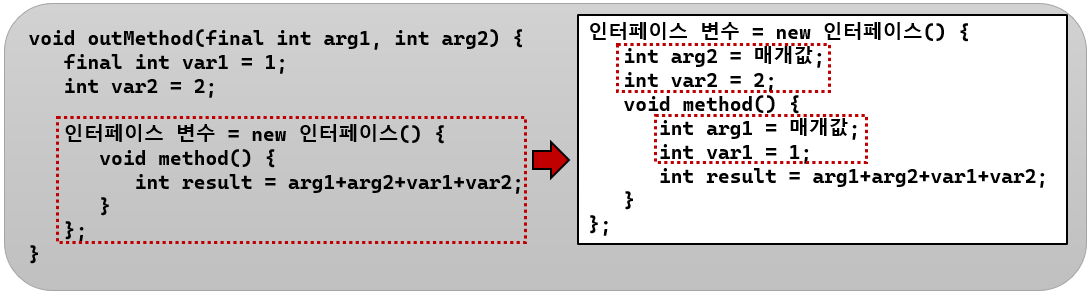 void outMethod(final int arg1, int arg2) {
final int var1 = 1;
int var2 = 2;
인터페이스 변수 = new 인터페이스() {
void method() {
int result = arg1+arg2+var1+var2;
}
};
}
인터페이스 변수 = new 인터페이스() {
int arg2 = 매개값;
int var2 = 2;
void method() {
int arg1 = 매개값;
int var1 = 1;
int result = arg1+arg2+var1+var2;
}
};